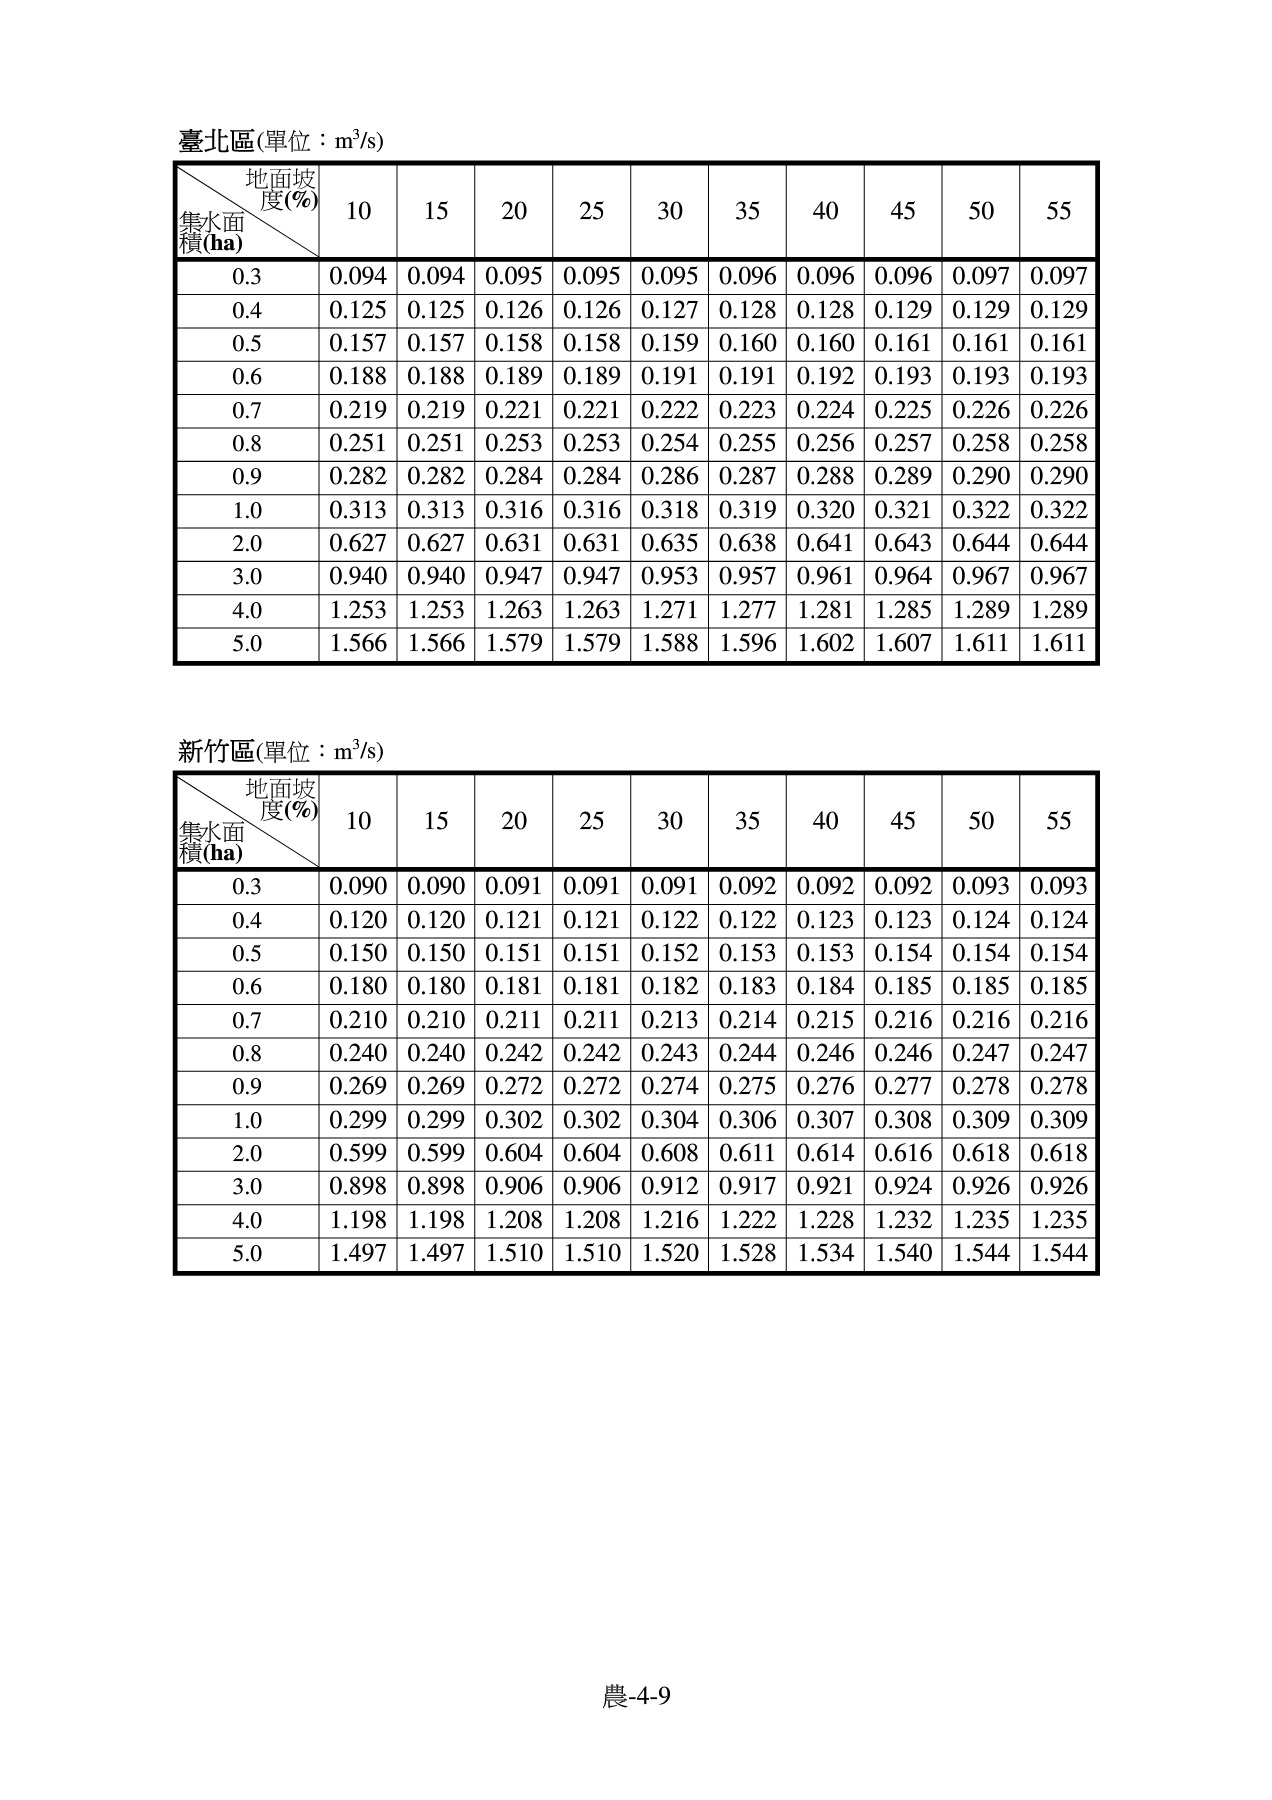 臺北區(單位：m³/s)
地面坡度(%) 集水面積(ha) 10 15 20 25 30 35 40 45 50 55
0.3 0.094 0.094 0.095 0.095 0.095 0.096 0.096 0.096 0.097 0.097
0.4 0.125 0.125 0.126 0.126 0.127 0.128 0.128 0.129 0.129 0.129
0.5 0.157 0.157 0.158 0.158 0.159 0.160 0.160 0.161 0.161 0.161
0.6 0.188 0.188 0.189 0.189 0.191 0.191 0.192 0.193 0.193 0.193
0.7 0.219 0.219 0.221 0.221 0.222 0.223 0.224 0.225 0.226 0.226
0.8 0.251 0.251 0.253 0.253 0.254 0.255 0.256 0.257 0.258 0.258
0.9 0.282 0.282 0.284 0.284 0.286 0.287 0.288 0.289 0.290 0.290
1.0 0.313 0.313 0.316 0.316 0.318 0.319 0.320 0.321 0.322 0.322
2.0 0.627 0.627 0.631 0.631 0.635 0.638 0.641 0.643 0.644 0.644
3.0 0.940 0.940 0.947 0.947 0.953 0.957 0.961 0.964 0.967 0.967
4.0 1.253 1.253 1.263 1.263 1.271 1.277 1.281 1.285 1.289 1.289
5.0 1.566 1.566 1.579 1.579 1.588 1.596 1.602 1.607 1.611 1.611
新竹區(單位：m³/s)
地面坡度(%) 集水面積(ha) 10 15 20 25 30 35 40 45 50 55
0.3 0.090 0.090 0.091 0.091 0.091 0.092 0.092 0.092 0.093 0.093
0.4 0.120 0.120 0.121 0.121 0.122 0.122 0.123 0.123 0.124 0.124
0.5 0.150 0.150 0.151 0.151 0.152 0.153 0.153 0.154 0.154 0.154
0.6 0.180 0.180 0.181 0.181 0.182 0.183 0.184 0.185 0.185 0.185
0.7 0.210 0.210 0.211 0.211 0.213 0.214 0.215 0.216 0.216 0.216
0.8 0.240 0.240 0.242 0.242 0.243 0.244 0.246 0.246 0.247 0.247
0.9 0.269 0.269 0.272 0.272 0.274 0.275 0.276 0.277 0.278 0.278
1.0 0.299 0.299 0.302 0.302 0.304 0.306 0.307 0.308 0.309 0.309
2.0 0.599 0.599 0.604 0.604 0.608 0.611 0.614 0.616 0.618 0.618
3.0 0.898 0.898 0.906 0.906 0.912 0.917 0.921 0.924 0.926 0.926
4.0 1.198 1.198 1.208 1.208 1.216 1.222 1.228 1.232 1.235 1.235
5.0 1.497 1.497 1.510 1.510 1.520 1.528 1.534 1.540 1.544 1.544
農-4-9